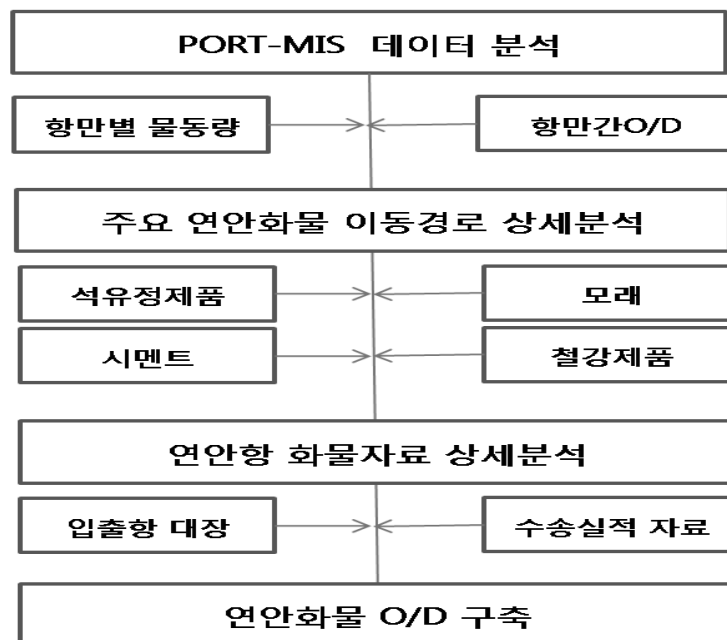 PORT-MIS 데이터 분석
항만별 물동량
항만간O/D
주요 연안화물 이동경로 상세분석
석유정제품
모래
시멘트
철강제품
연안항 화물자료 상세분석
입출항 대장
수송실적 자료
연안화물 O/D 구축